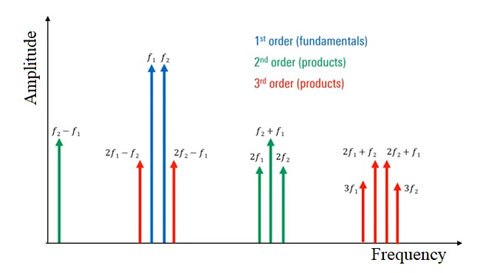 Amplitude
1st order (fundamentals)
2nd order (products)
3rd order (products)
f₁ f₂
f₂ − f₁
2f₁ − f₂
2f₂ − f₁
f₂ + f₁
2f₁ 2f₂
2f₁ + f₂ 2f₂ + f₁
3f₁ 3f₂
Frequency